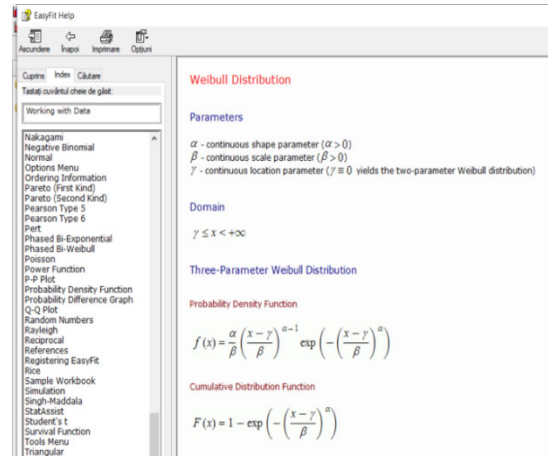 EasyFit Help
Ascundere Înapoi Imprimare Opțiuni
Cuprins Index Căutare
Tastați cuvântul cheie de găsit:
Working with Data
Nakagami
Negative Binomial
Normal
Options Menu
Ordering Information
Pareto (First Kind)
Pareto (Second Kind)
Pearson Type 5
Pearson Type 6
Pert
Phased Bi-Exponential
Phased Bi-Weibull
Poisson
Power Function
P-P Plot
Probability Density Function
Probability Difference Graph
Q-Q Plot
Random Numbers
Rayleigh
Reciprocal
References
Registering EasyFit
Rice
Sample Workbook
Simulation
Singh-Maddala
StatAssist
Student's t
Survival Function
Tools Menu
Triangular
Weibull Distribution
Parameters
α - continuous shape parameter (α > 0)
β - continuous scale parameter (β > 0)
γ - continuous location parameter (γ ≡ 0 yields the two-parameter Weibull distribution)
Domain
γ ≤ x < +∞
Three-Parameter Weibull Distribution
Probability Density Function
f(x) = α/β ((x − γ)/β)^(α−1) exp(−((x − γ)/β)^α)
Cumulative Distribution Function
F(x) = 1 − exp(−((x − γ)/β)^α)